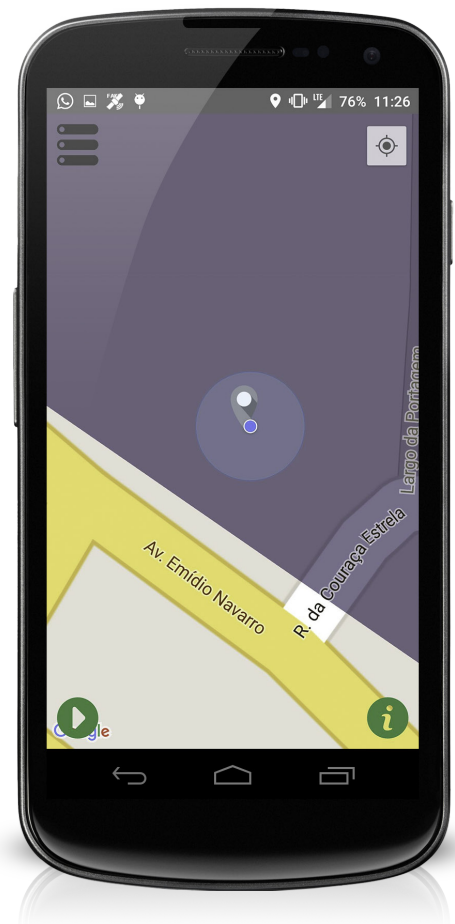 LTE 76% 11:26
Largo da Portagem
R. da Couraça Estrela
Av. Emídio Navarro
i
Google